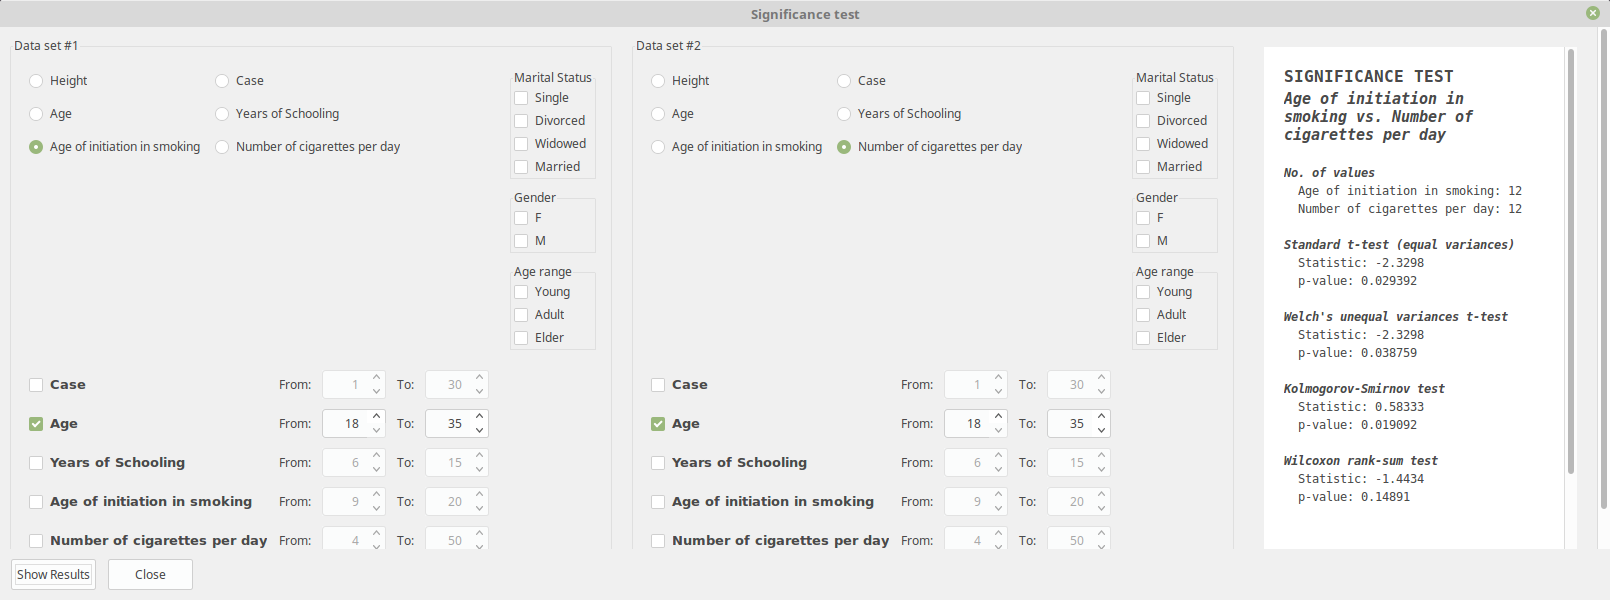 Significance test
Data set #1
Height
Case
Age
Years of Schooling
Age of initiation in smoking
Number of cigarettes per day
Marital Status
Single
Divorced
Widowed
Married
Gender
F
M
Age range
Young
Adult
Elder
Case From: 1 To: 30
Age From: 18 To: 35
Years of Schooling From: 6 To: 15
Age of initiation in smoking From: 9 To: 20
Number of cigarettes per day From: 4 To: 50
Data set #2
Height
Case
Age
Years of Schooling
Age of initiation in smoking
Number of cigarettes per day
Marital Status
Single
Divorced
Widowed
Married
Gender
F
M
Age range
Young
Adult
Elder
Case From: 1 To: 30
Age From: 18 To: 35
Years of Schooling From: 6 To: 15
Age of initiation in smoking From: 9 To: 20
Number of cigarettes per day From: 4 To: 50
SIGNIFICANCE TEST
Age of initiation in
smoking vs. Number of
cigarettes per day
No. of values
Age of initiation in smoking: 12
Number of cigarettes per day: 12
Standard t-test (equal variances)
Statistic: -2.3298
p-value: 0.029392
Welch's unequal variances t-test
Statistic: -2.3298
p-value: 0.038759
Kolmogorov-Smirnov test
Statistic: 0.58333
p-value: 0.019092
Wilcoxon rank-sum test
Statistic: -1.4434
p-value: 0.14891
Show Results
Close